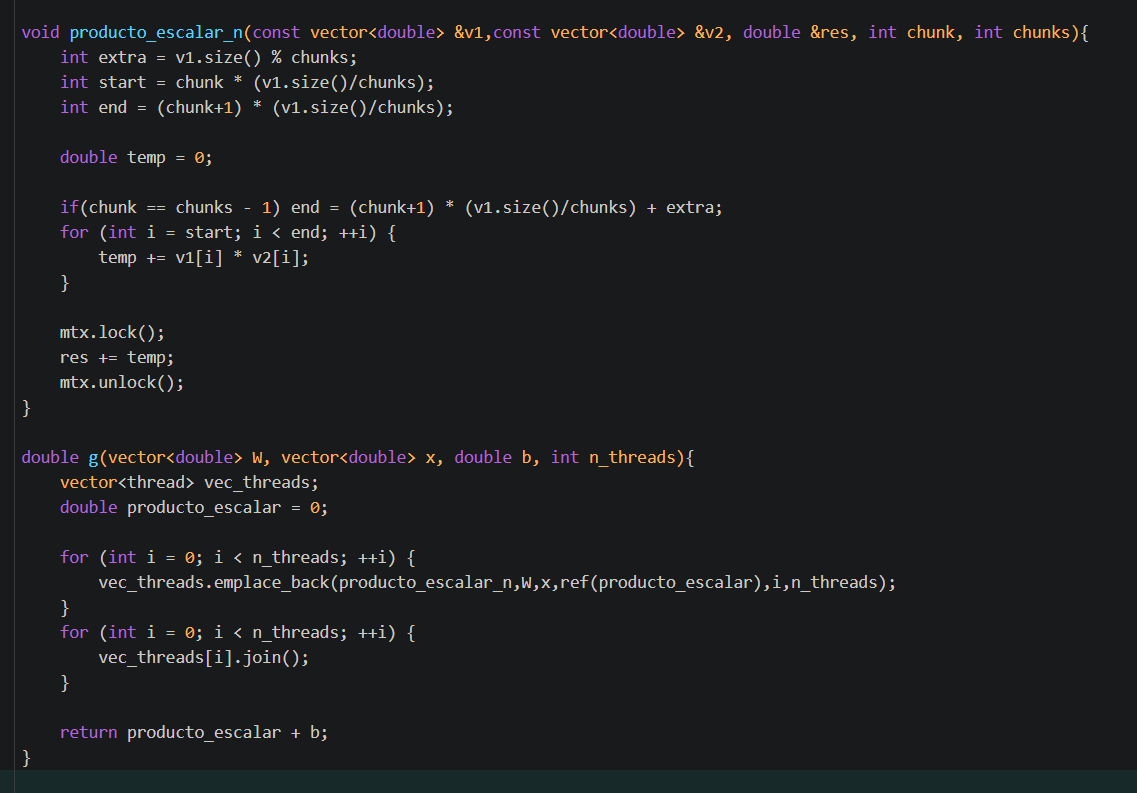 void producto_escalar_n(const vector<double> &v1,const vector<double> &v2, double &res, int chunk, int chunks){
    int extra = v1.size() % chunks;
    int start = chunk * (v1.size()/chunks);
    int end = (chunk+1) * (v1.size()/chunks);

    double temp = 0;

    if(chunk == chunks - 1) end = (chunk+1) * (v1.size()/chunks) + extra;
    for (int i = start; i < end; ++i) {
        temp += v1[i] * v2[i];
    }

    mtx.lock();
    res += temp;
    mtx.unlock();
}

double g(vector<double> W, vector<double> x, double b, int n_threads){
    vector<thread> vec_threads;
    double producto_escalar = 0;

    for (int i = 0; i < n_threads; ++i) {
        vec_threads.emplace_back(producto_escalar_n,W,x,ref(producto_escalar),i,n_threads);
    }
    for (int i = 0; i < n_threads; ++i) {
        vec_threads[i].join();
    }

    return producto_escalar + b;
}